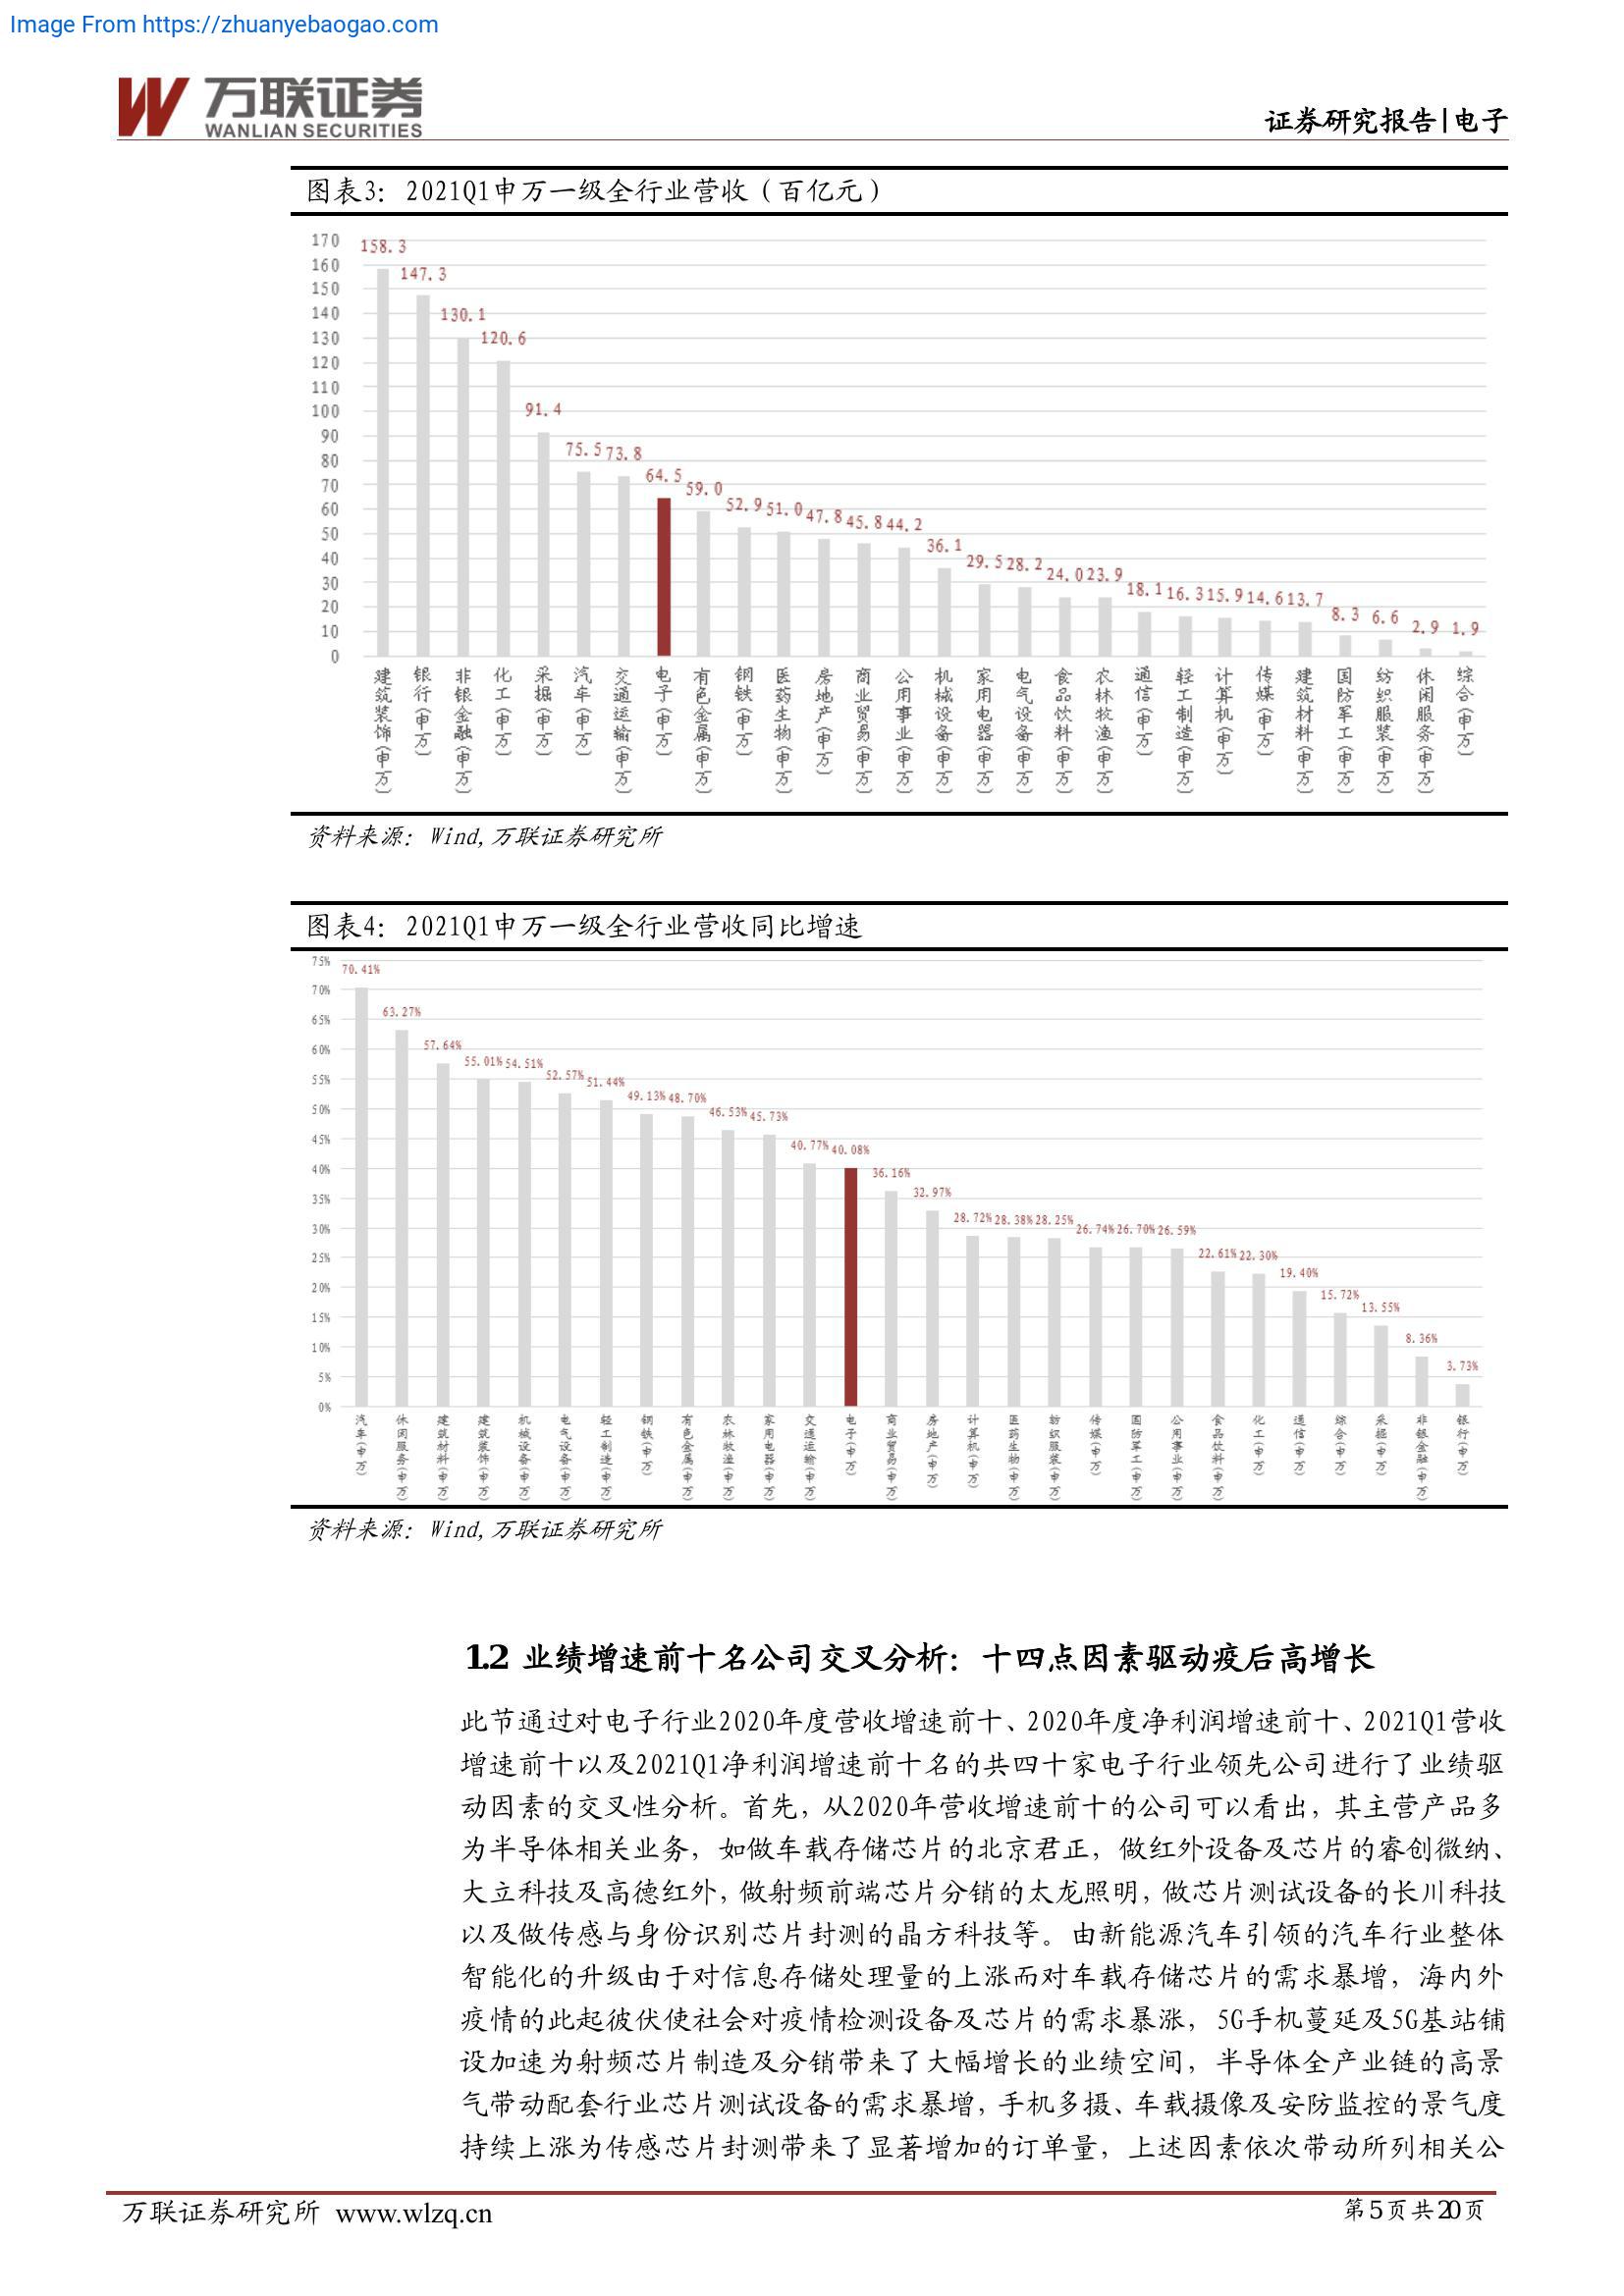 Image From https://zhuanyebaogao.com
万联证券
WANLIAN SECURITIES
证券研究报告|电子
图表3：2021Q1申万一级全行业营收（百亿元）
170
160
150
140
130
120
110
100
90
80
70
60
50
40
30
20
10
0
158.3
147.3
130.1
120.6
91.4
75.5
73.8
64.5
59.0
52.9
51.0
47.8
45.8
44.2
36.1
29.5
28.2
24.0
23.9
18.1
16.3
15.9
14.6
13.7
8.3
6.6
2.9
1.9
建筑装饰(申万)
银行(申万)
非银金融(申万)
化工(申万)
采掘(申万)
汽车(申万)
交通运输(申万)
电子(申万)
有色金属(申万)
钢铁(申万)
医药生物(申万)
房地产(申万)
商业贸易(申万)
公用事业(申万)
机械设备(申万)
家用电器(申万)
电气设备(申万)
食品饮料(申万)
农林牧渔(申万)
通信(申万)
轻工制造(申万)
计算机(申万)
传媒(申万)
建筑材料(申万)
国防军工(申万)
纺织服装(申万)
休闲服务(申万)
综合(申万)
资料来源：Wind,万联证券研究所
图表4：2021Q1申万一级全行业营收同比增速
75%
70%
65%
60%
55%
50%
45%
40%
35%
30%
25%
20%
15%
10%
5%
0%
70.41%
63.27%
57.64%
55.01%
54.51%
52.57%
51.44%
49.13%
48.70%
46.53%
45.73%
40.77%
40.08%
36.16%
32.97%
28.72%
28.38%
28.25%
26.74%
26.70%
26.59%
22.61%
22.30%
19.40%
15.72%
13.55%
8.36%
3.73%
汽车(申万)
休闲服务(申万)
建筑材料(申万)
建筑装饰(申万)
机械设备(申万)
电气设备(申万)
轻工制造(申万)
钢铁(申万)
有色金属(申万)
农林牧渔(申万)
家用电器(申万)
交通运输(申万)
电子(申万)
商业贸易(申万)
房地产(申万)
计算机(申万)
医药生物(申万)
纺织服装(申万)
传媒(申万)
国防军工(申万)
公用事业(申万)
食品饮料(申万)
化工(申万)
通信(申万)
综合(申万)
采掘(申万)
非银金融(申万)
银行(申万)
资料来源：Wind,万联证券研究所
1.2 业绩增速前十名公司交叉分析：十四点因素驱动疫后高增长
此节通过对电子行业2020年度营收增速前十、2020年度净利润增速前十、2021Q1营收
增速前十以及2021Q1净利润增速前十名的共四十家电子行业领先公司进行了业绩驱
动因素的交叉性分析。首先，从2020年营收增速前十的公司可以看出，其主营产品多
为半导体相关业务，如做车载存储芯片的北京君正，做红外设备及芯片的睿创微纳、
大立科技及高德红外，做射频前端芯片分销的太龙照明，做芯片测试设备的长川科技
以及做传感与身份识别芯片封测的晶方科技等。由新能源汽车引领的汽车行业整体
智能化的升级由于对信息存储处理量的上涨而对车载存储芯片的需求暴增，海内外
疫情的此起彼伏使社会对疫情检测设备及芯片的需求暴涨，5G手机蔓延及5G基站铺
设加速为射频芯片制造及分销带来了大幅增长的业绩空间，半导体全产业链的高景
气带动配套行业芯片测试设备的需求暴增，手机多摄、车载摄像及安防监控的景气度
持续上涨为传感芯片封测带来了显著增加的订单量，上述因素依次带动所列相关公
万联证券研究所 www.wlzq.cn
第5页共20页